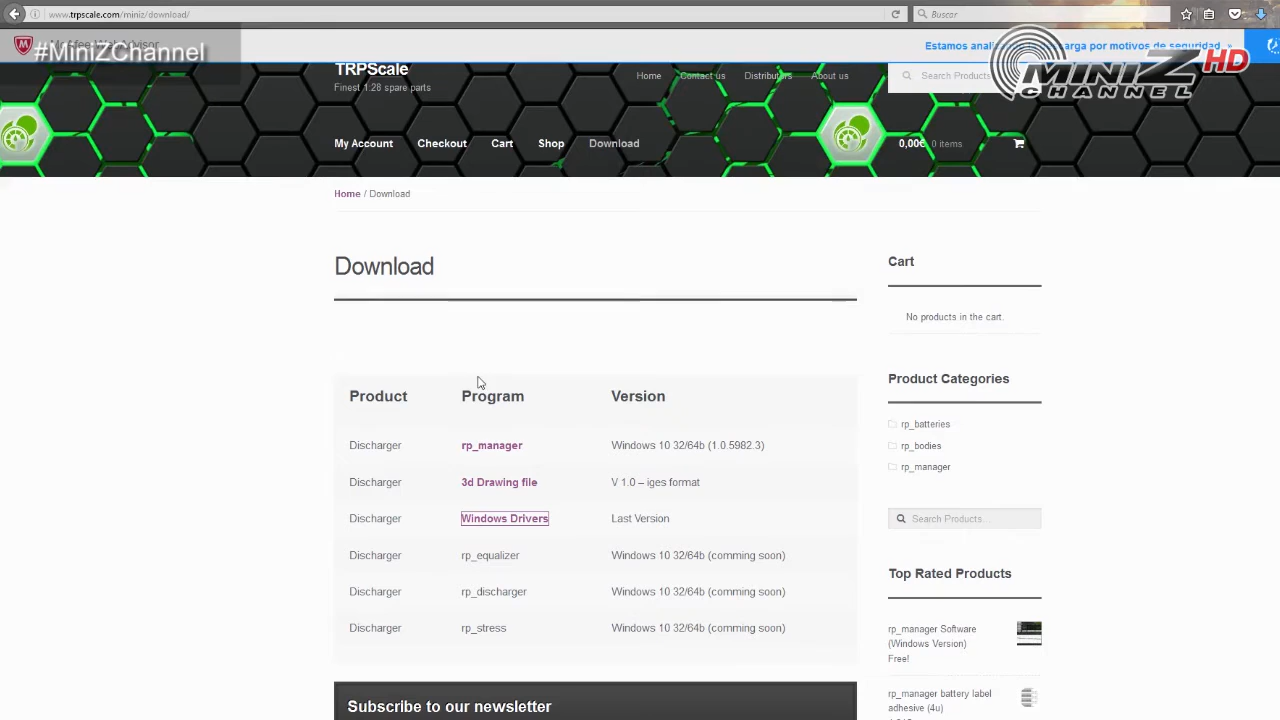 www.trpscale.com/miniz/download/
Buscar
#MiniZChannel
Estamos anali
arga por motivos de seguridad. »
MINIZ HD
CHANNEL
TRPScale
Finest 1.28 spare parts
Home Contact us Distributors About us
Search Products
My Account Checkout Cart Shop Download
0,00€ 0 items
Home / Download
Download
Product Program Version
Discharger rp_manager Windows 10 32/64b (1.0.5982.3)
Discharger 3d Drawing file V 1.0 – iges format
Discharger Windows Drivers Last Version
Discharger rp_equalizer Windows 10 32/64b (comming soon)
Discharger rp_discharger Windows 10 32/64b (comming soon)
Discharger rp_stress Windows 10 32/64b (comming soon)
Subscribe to our newsletter
Cart
No products in the cart.
Product Categories
rp_batteries
rp_bodies
rp_manager
Search Products...
Top Rated Products
rp_manager Software
(Windows Version)
Free!
rp_manager battery label
adhesive (4u)